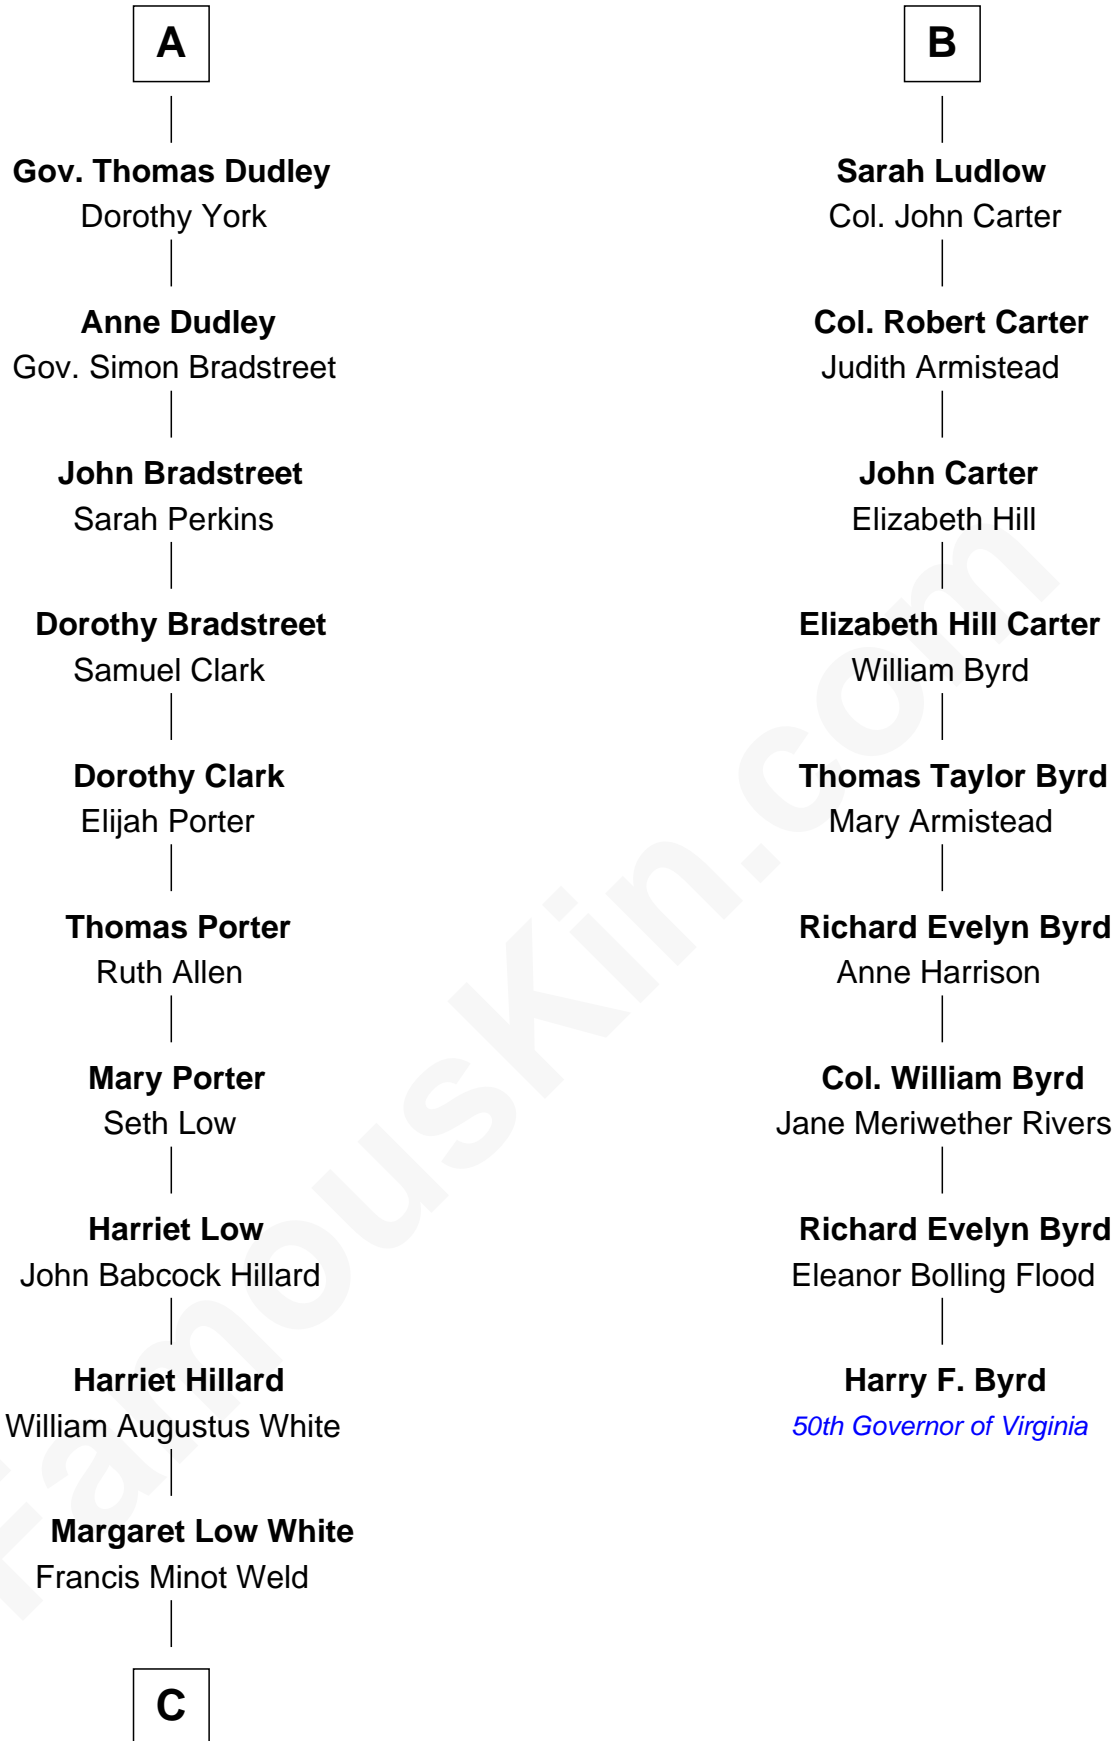 A
Gov. Thomas Dudley
Dorothy York
Anne Dudley
Gov. Simon Bradstreet
John Bradstreet
Sarah Perkins
Dorothy Bradstreet
Samuel Clark
Dorothy Clark
Elijah Porter
Thomas Porter
Ruth Allen
Mary Porter
Seth Low
Harriet Low
John Babcock Hillard
Harriet Hillard
William Augustus White
Margaret Low White
Francis Minot Weld
C
B
Sarah Ludlow
Col. John Carter
Col. Robert Carter
Judith Armistead
John Carter
Elizabeth Hill
Elizabeth Hill Carter
William Byrd
Thomas Taylor Byrd
Mary Armistead
Richard Evelyn Byrd
Anne Harrison
Col. William Byrd
Jane Meriwether Rivers
Richard Evelyn Byrd
Eleanor Bolling Flood
Harry F. Byrd
50th Governor of Virginia
FamousKin.com